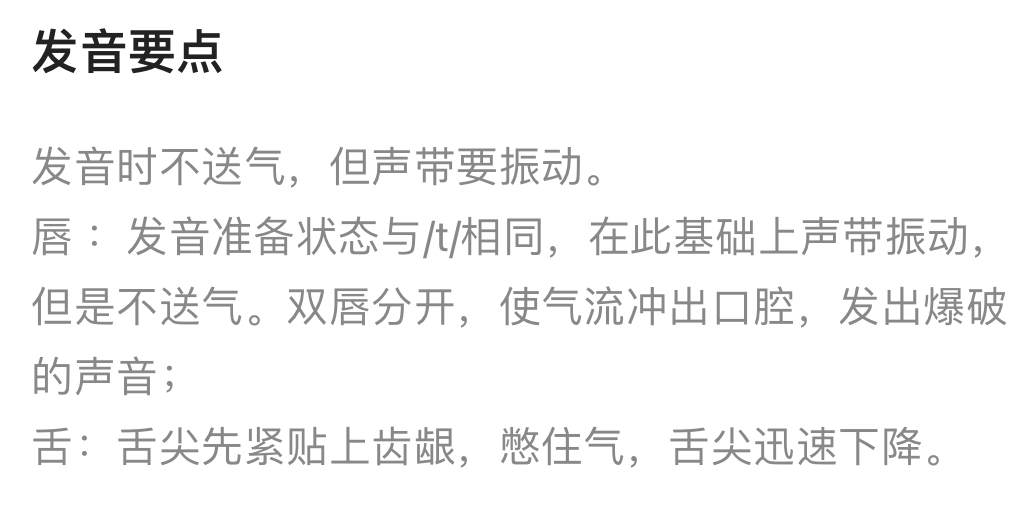 发音要点
发音时不送气，但声带要振动。
唇： 发音准备状态与/t/相同，在此基础上声带振动，
但是不送气。双唇分开，使气流冲出口腔，发出爆破
的声音；
舌：舌尖先紧贴上齿龈，憋住气，舌尖迅速下降。